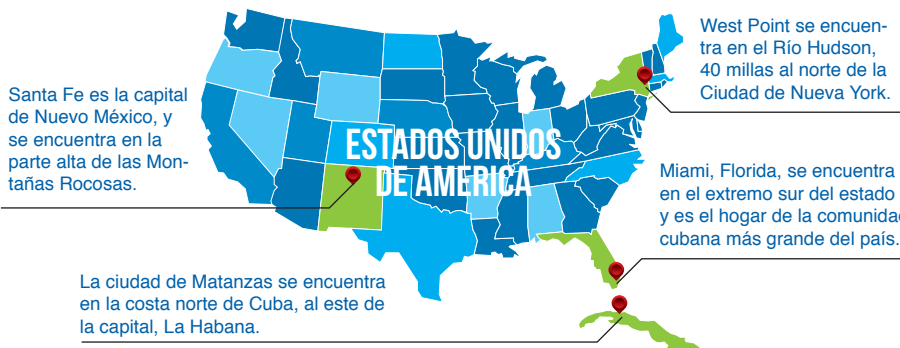 West Point se encuen-
tra en el Río Hudson,
40 millas al norte de la
Ciudad de Nueva York.
Santa Fe es la capital
de Nuevo México, y
se encuentra en la
parte alta de las Mon-
tañas Rocosas.
ESTADOS UNIDOS
DE AMERICA
Miami, Florida, se encuentra
en el extremo sur del estado
y es el hogar de la comunidad
cubana más grande del país.
La ciudad de Matanzas se encuentra
en la costa norte de Cuba, al este de
la capital, La Habana.